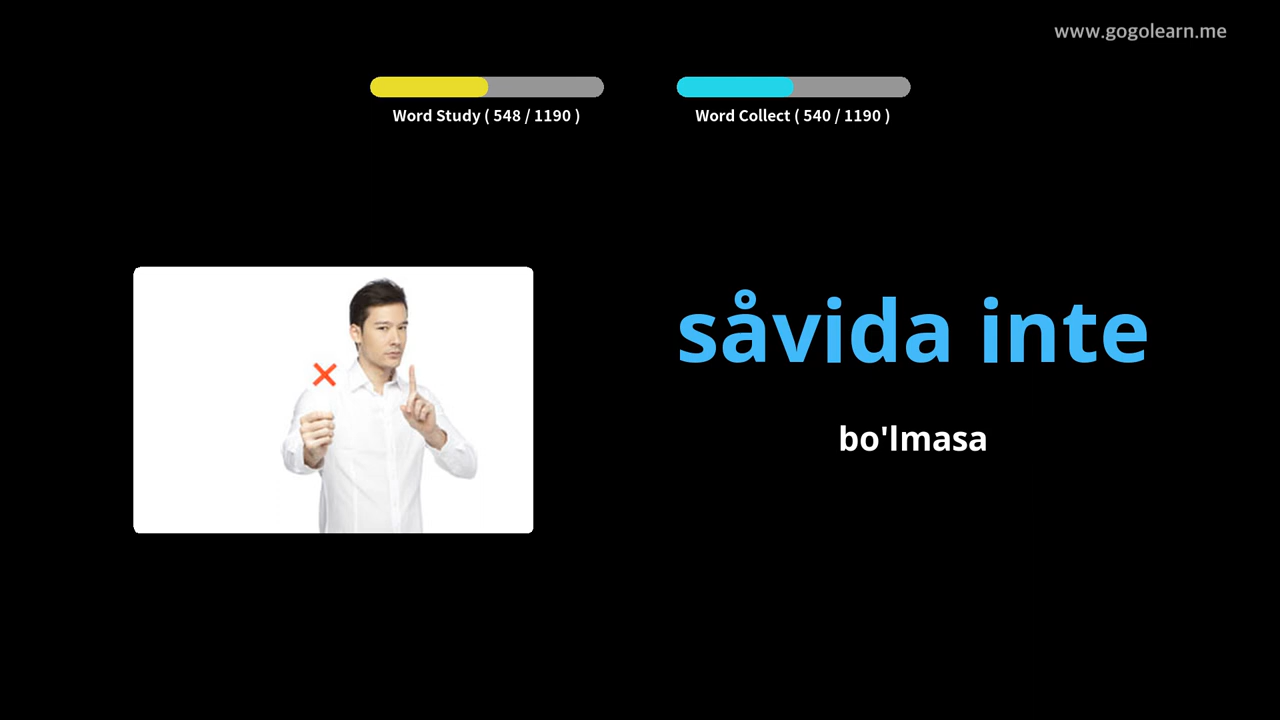 www.gogolearn.me
Word Study ( 548 / 1190 )
Word Collect ( 540 / 1190 )
såvida inte
bo'lmasa